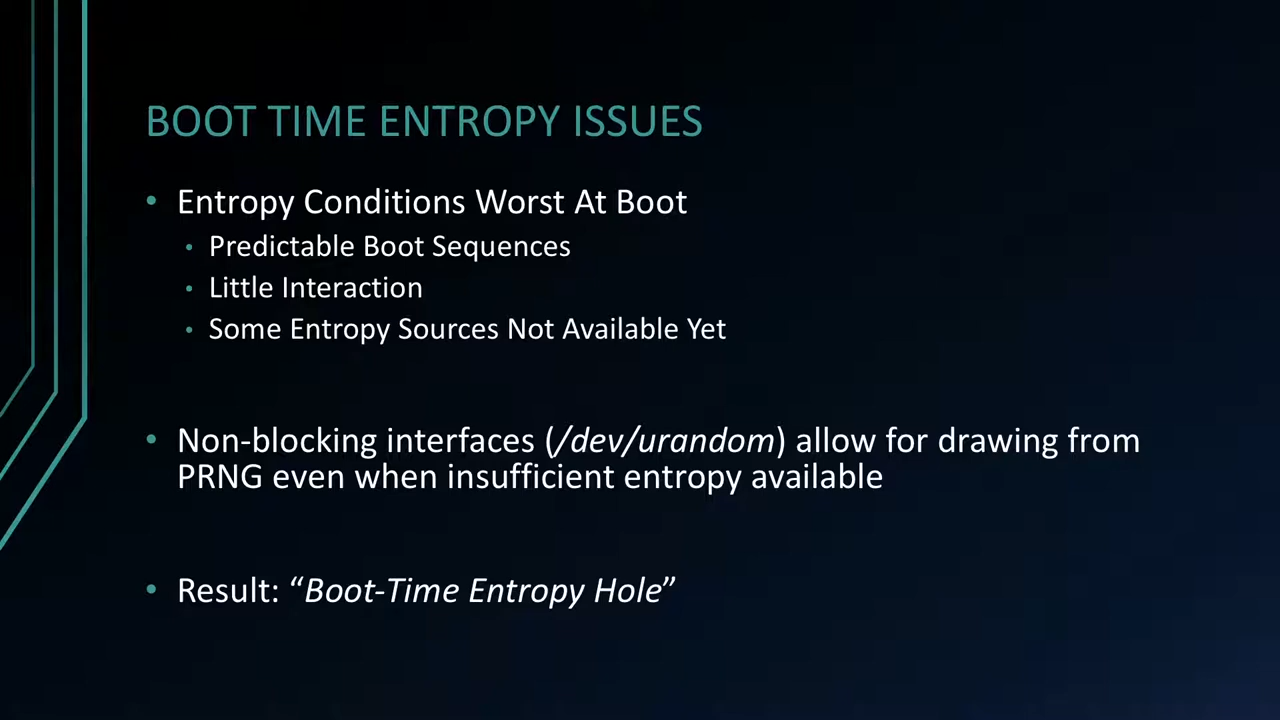 BOOT TIME ENTROPY ISSUES
• Entropy Conditions Worst At Boot
• Predictable Boot Sequences
• Little Interaction
• Some Entropy Sources Not Available Yet
• Non-blocking interfaces (/dev/urandom) allow for drawing from
PRNG even when insufficient entropy available
• Result: “Boot-Time Entropy Hole”